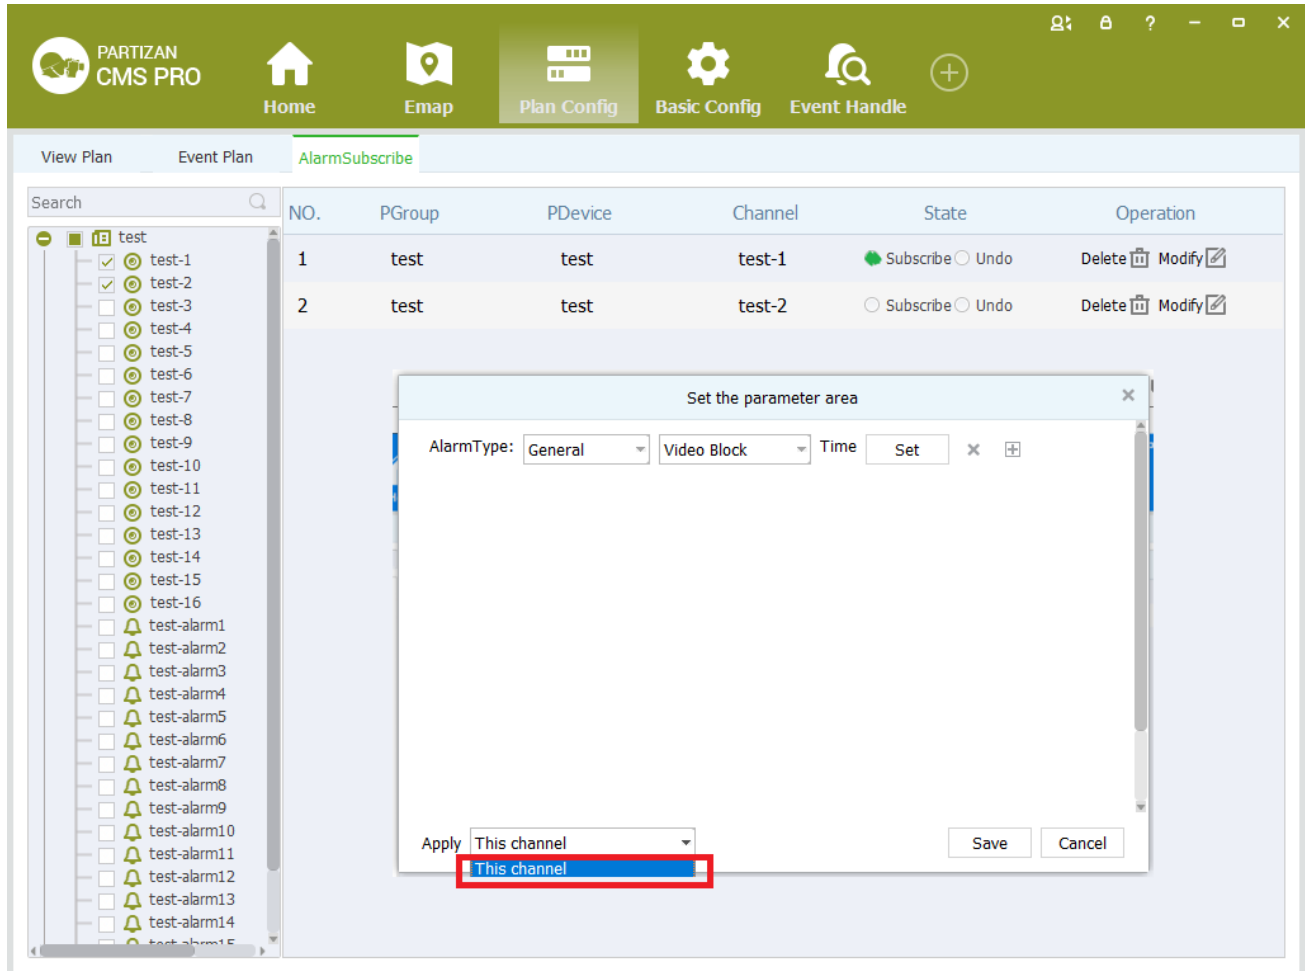 PARTIZAN
CMS PRO
Home
Emap
Plan Config
Basic Config
Event Handle
View Plan
Event Plan
AlarmSubscribe
Search
NO. PGroup PDevice Channel State Operation
1 test test test-1 Subscribe Undo Delete Modify
2 test test test-2 Subscribe Undo Delete Modify
test
test-1
test-2
test-3
test-4
test-5
test-6
test-7
test-8
test-9
test-10
test-11
test-12
test-13
test-14
test-15
test-16
test-alarm1
test-alarm2
test-alarm3
test-alarm4
test-alarm5
test-alarm6
test-alarm7
test-alarm8
test-alarm9
test-alarm10
test-alarm11
test-alarm12
test-alarm13
test-alarm14
test-alarm15
Set the parameter area
AlarmType: General Video Block Time Set
Apply This channel Save Cancel
This channel